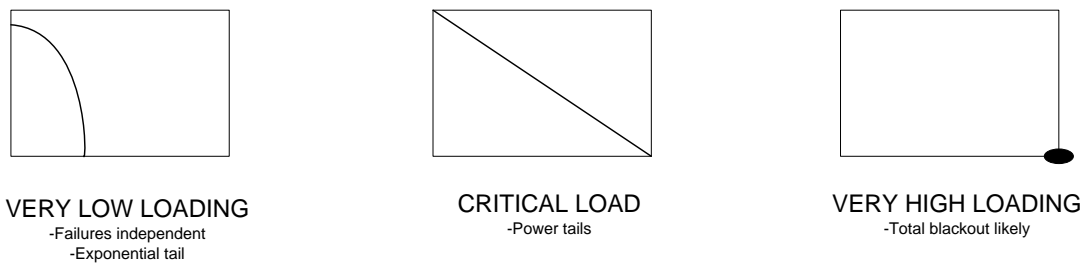 VERY LOW LOADING
-Failures independent
-Exponential tail
CRITICAL LOAD
-Power tails
VERY HIGH LOADING
-Total blackout likely